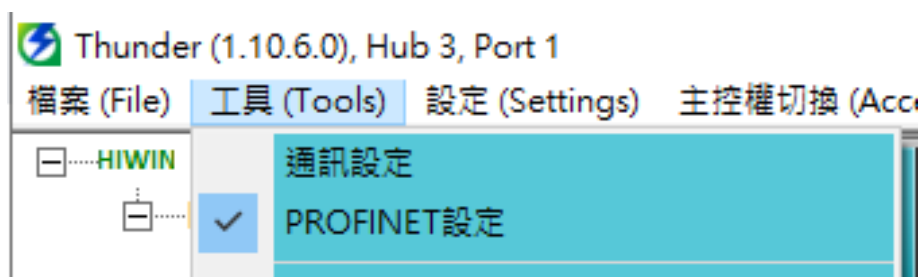 Thunder (1.10.6.0), Hub 3, Port 1
檔案 (File) 工具 (Tools) 設定 (Settings) 主控權切換 (Acce
HIWIN 通訊設定
PROFINET設定